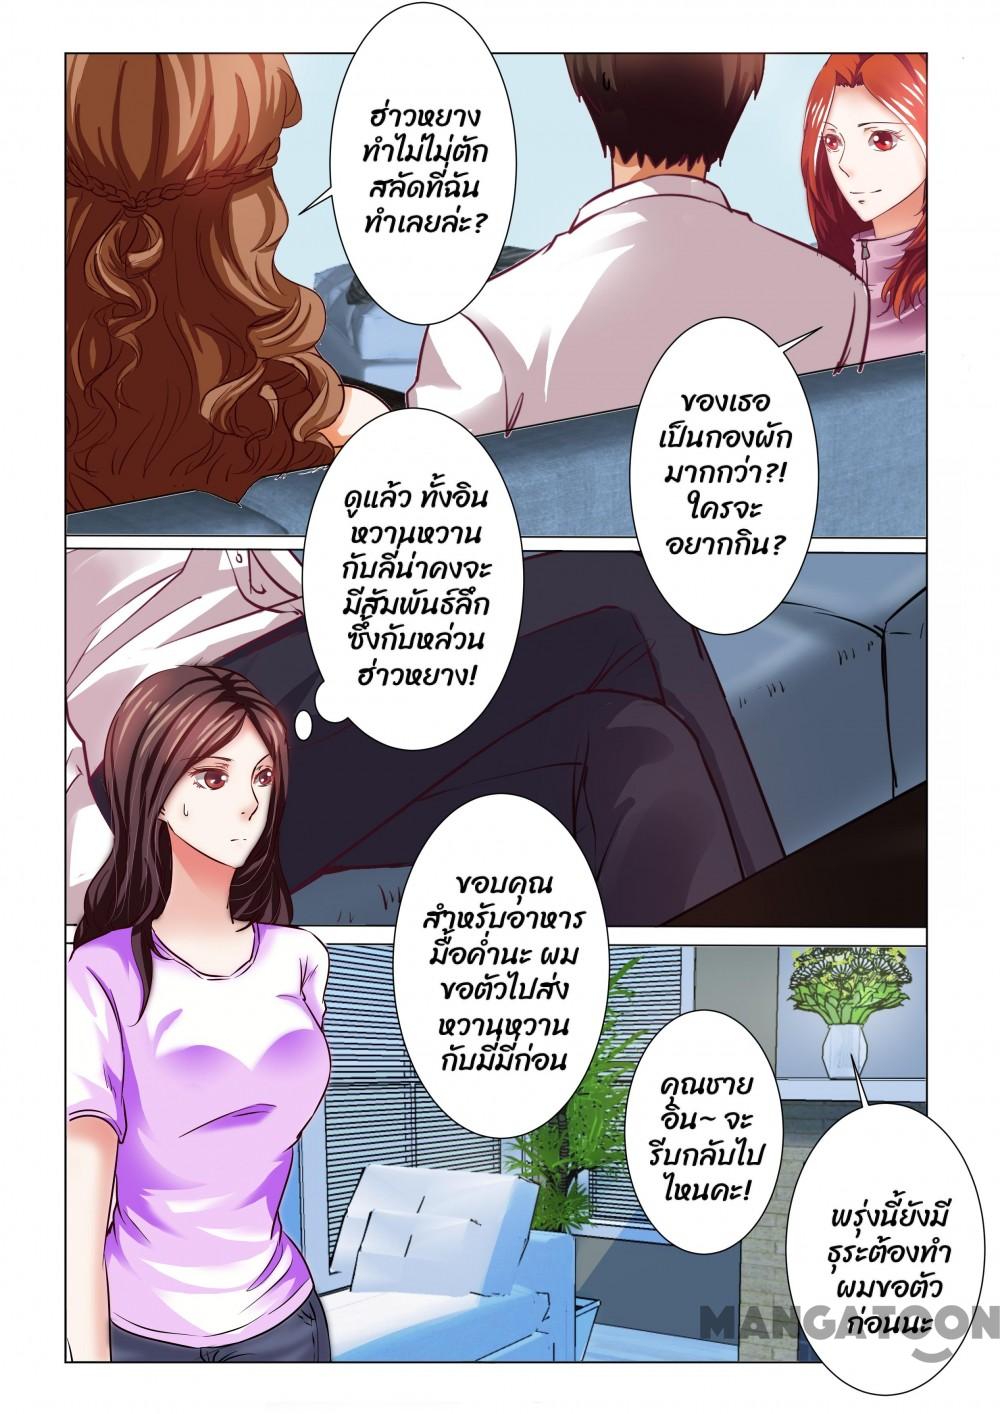 ฮ่าวหยาง
ทำไม่ไม่ตัก
สลัดที่ฉัน
ทำเลยล่ะ?
ของเธอ
เป็นกองผัก
มากกว่า?!
ใครจะ
อยากกิน?
ดูแล้ว ทั้งอิน
หวานหวาน
กับลี่น่าคงจะ
มีสัมพันธ์ลึก
ซึ้งกับหล่วน
ฮ่าวหยาง!
ขอบคุณ
สำหรับอาหาร
มื้อค่ำนะ ผม
ขอตัวไปส่ง
หวานหวาน
กับมี่มี่ก่อน
คุณชาย
อิน~ จะ
รีบกลับไป
ไหนคะ!
พรุ่งนี้ยังมี
ธุระต้องทำ
ผมขอตัว
ก่อนนะ
MANGATOON